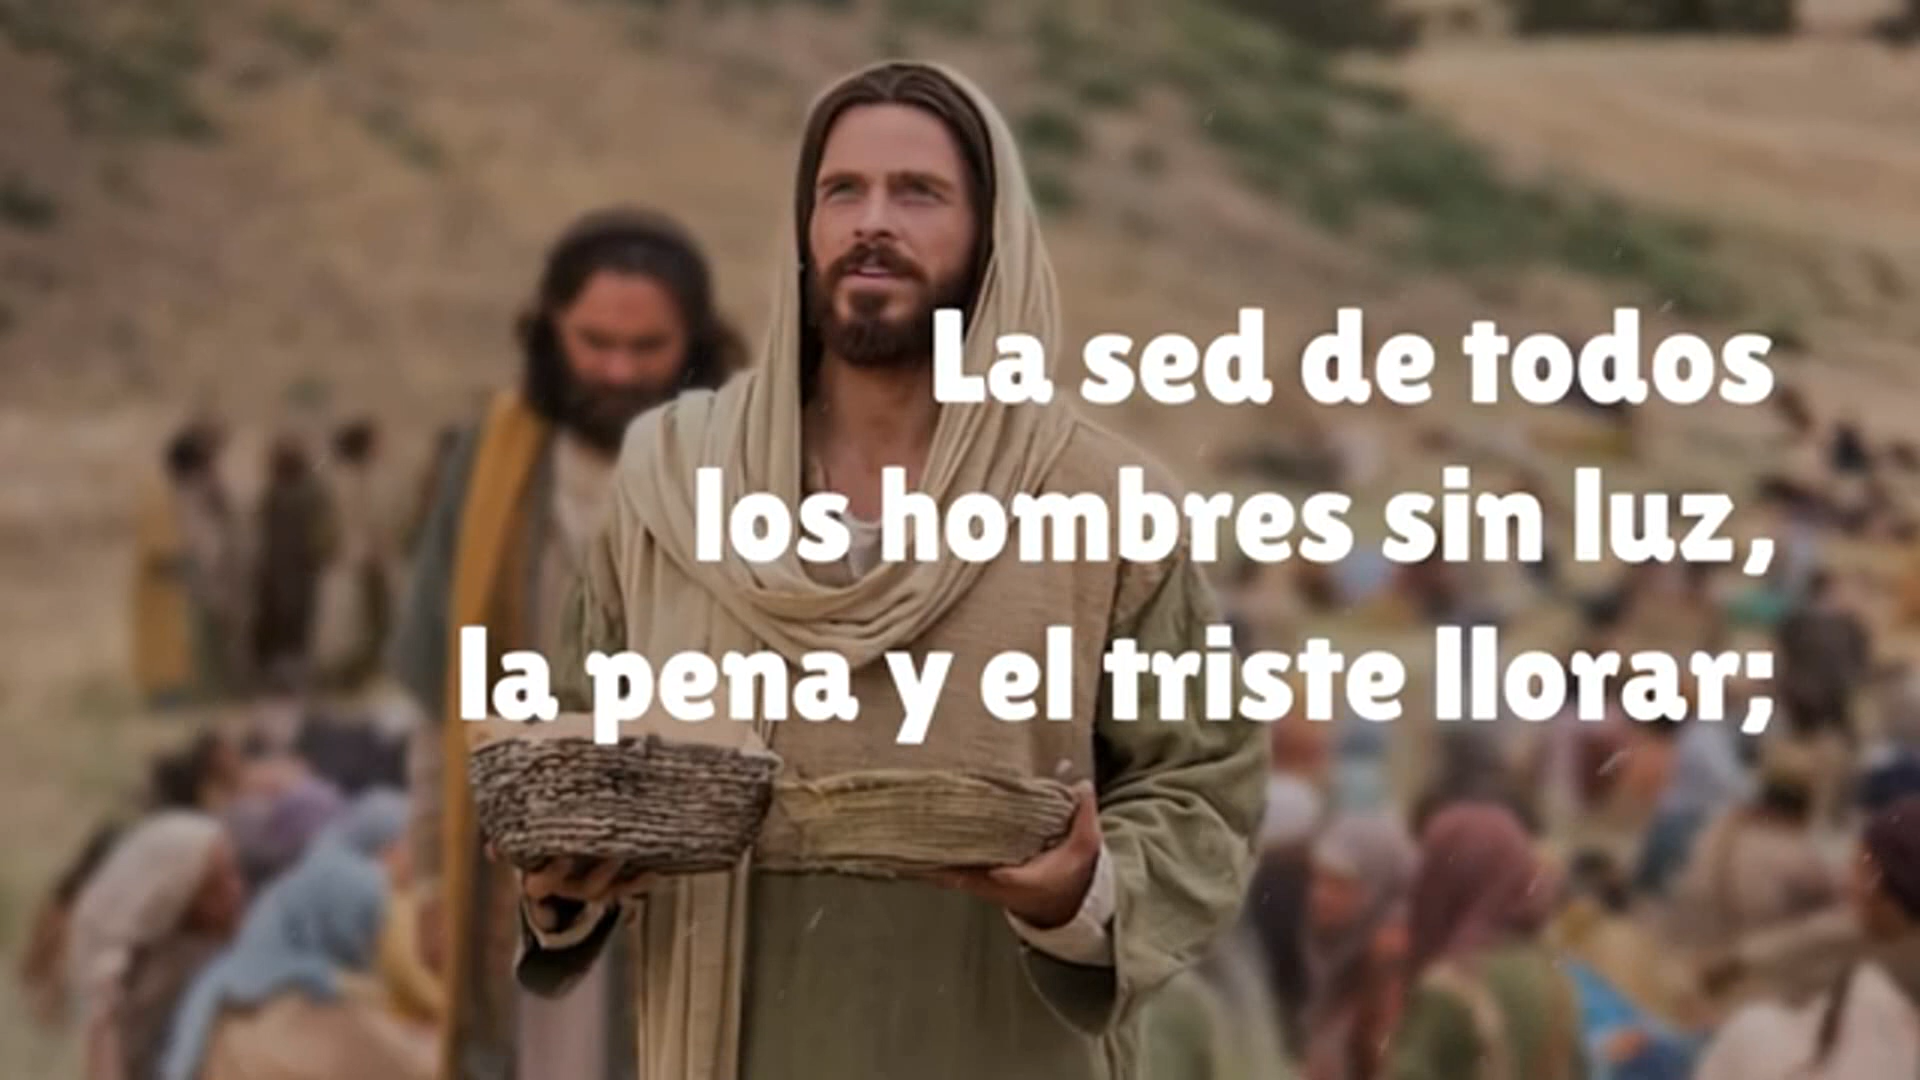 La sed de todos
los hombres sin luz,
la pena y el triste llorar;